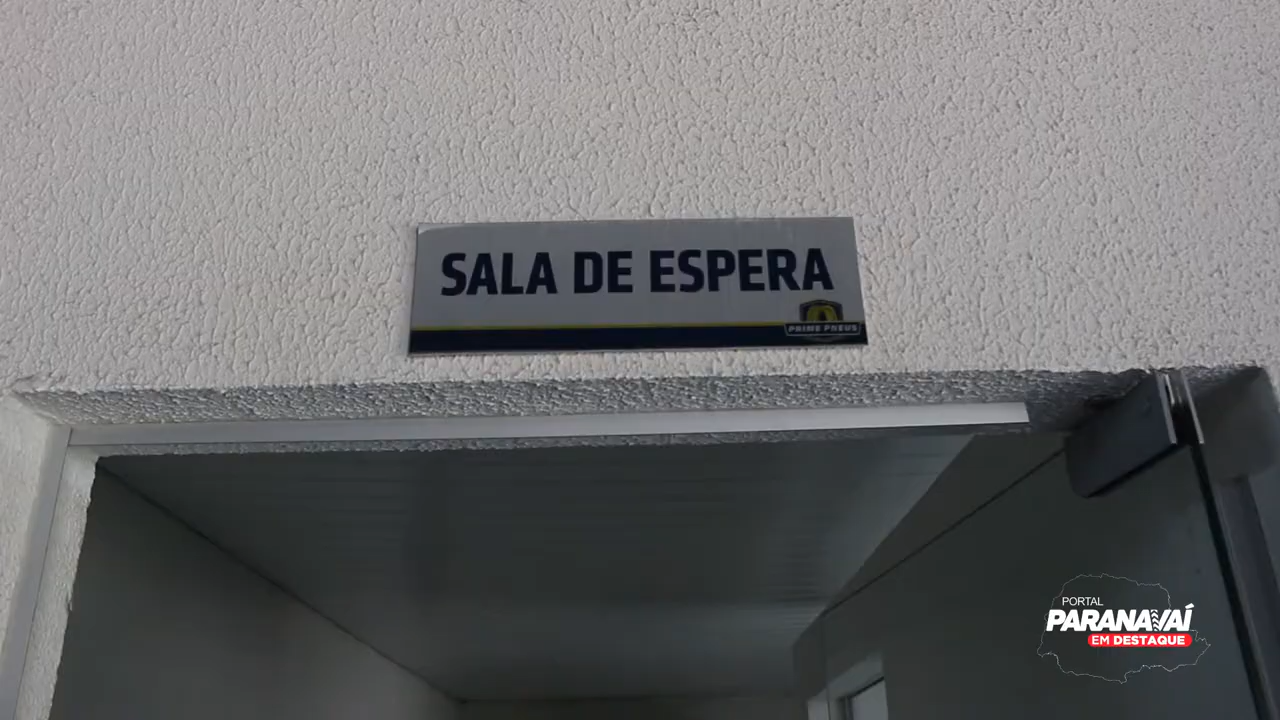 SALA DE ESPERA
PRIME PNEUS
PORTAL
PARANAVAÍ
EM DESTAQUE